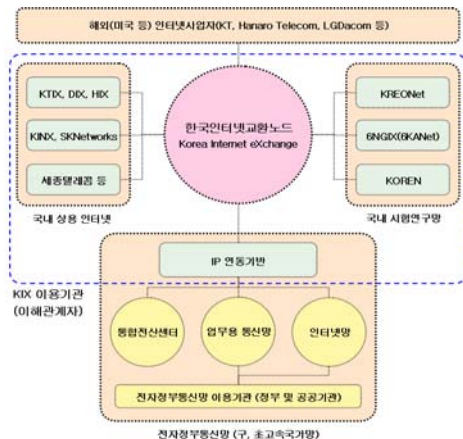 해외(미국 등) 인터넷사업자(KT, Hanaro Telecom, LGDacom 등)
KTIX, DIX, HIX
KINX, SKNetworks
세종텔레콤 등
국내 상용 인터넷
한국인터넷교환노드
Korea Internet eXchange
KREONet
6NGIX(6KANet)
KOREN
국내 시험연구망
IP 연동기반
KIX 이용기관
(이해관계자)
통합전산센터
업무용 통신망
인터넷망
전자정부통신망 이용기관 (정부 및 공공기관)
전자정부통신망 (구, 초고속국가망)